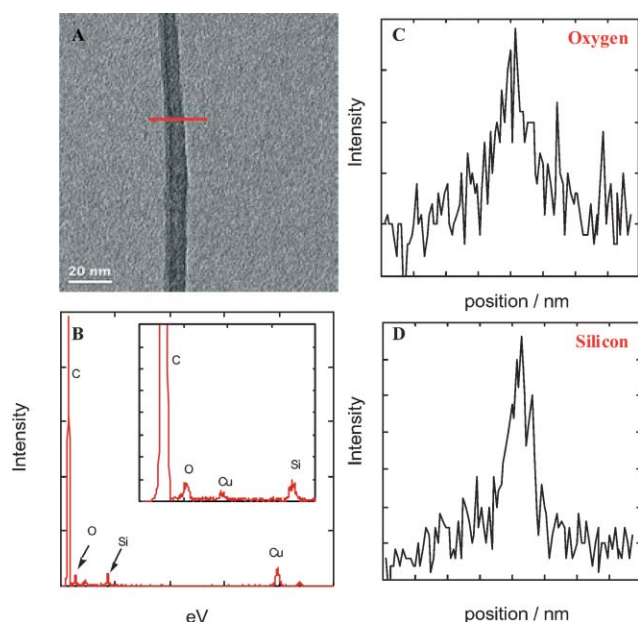 A
20 nm
B
C
O
Si
Cu
C
O
Cu
Si
Intensity
eV
C
Oxygen
Intensity
position / nm
D
Silicon
Intensity
position / nm